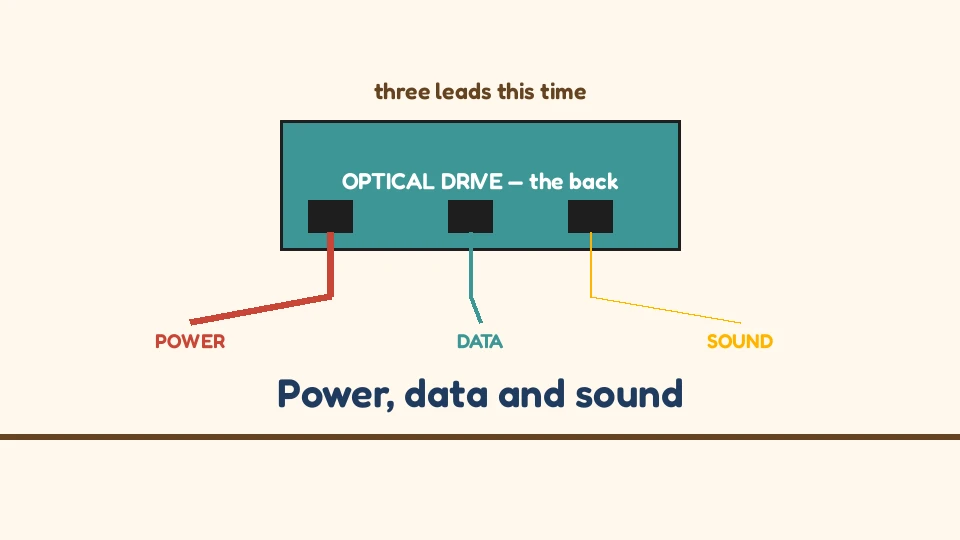 three leads this time
OPTICAL DRIVE — the back
POWER
DATA
SOUND
Power, data and sound